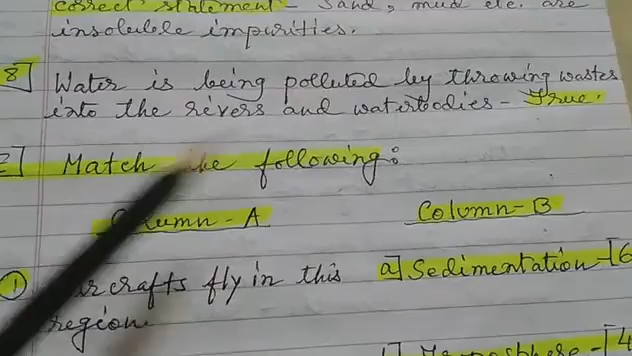 correct statement - Sand, mud etc. are
insoluble impurities.
8] Water is being polluted by throwing wastes
into the rivers and waterbodies - True.
Match the following:
Column - A Column - B
① fly in this a] Sedimentation - [6
region.